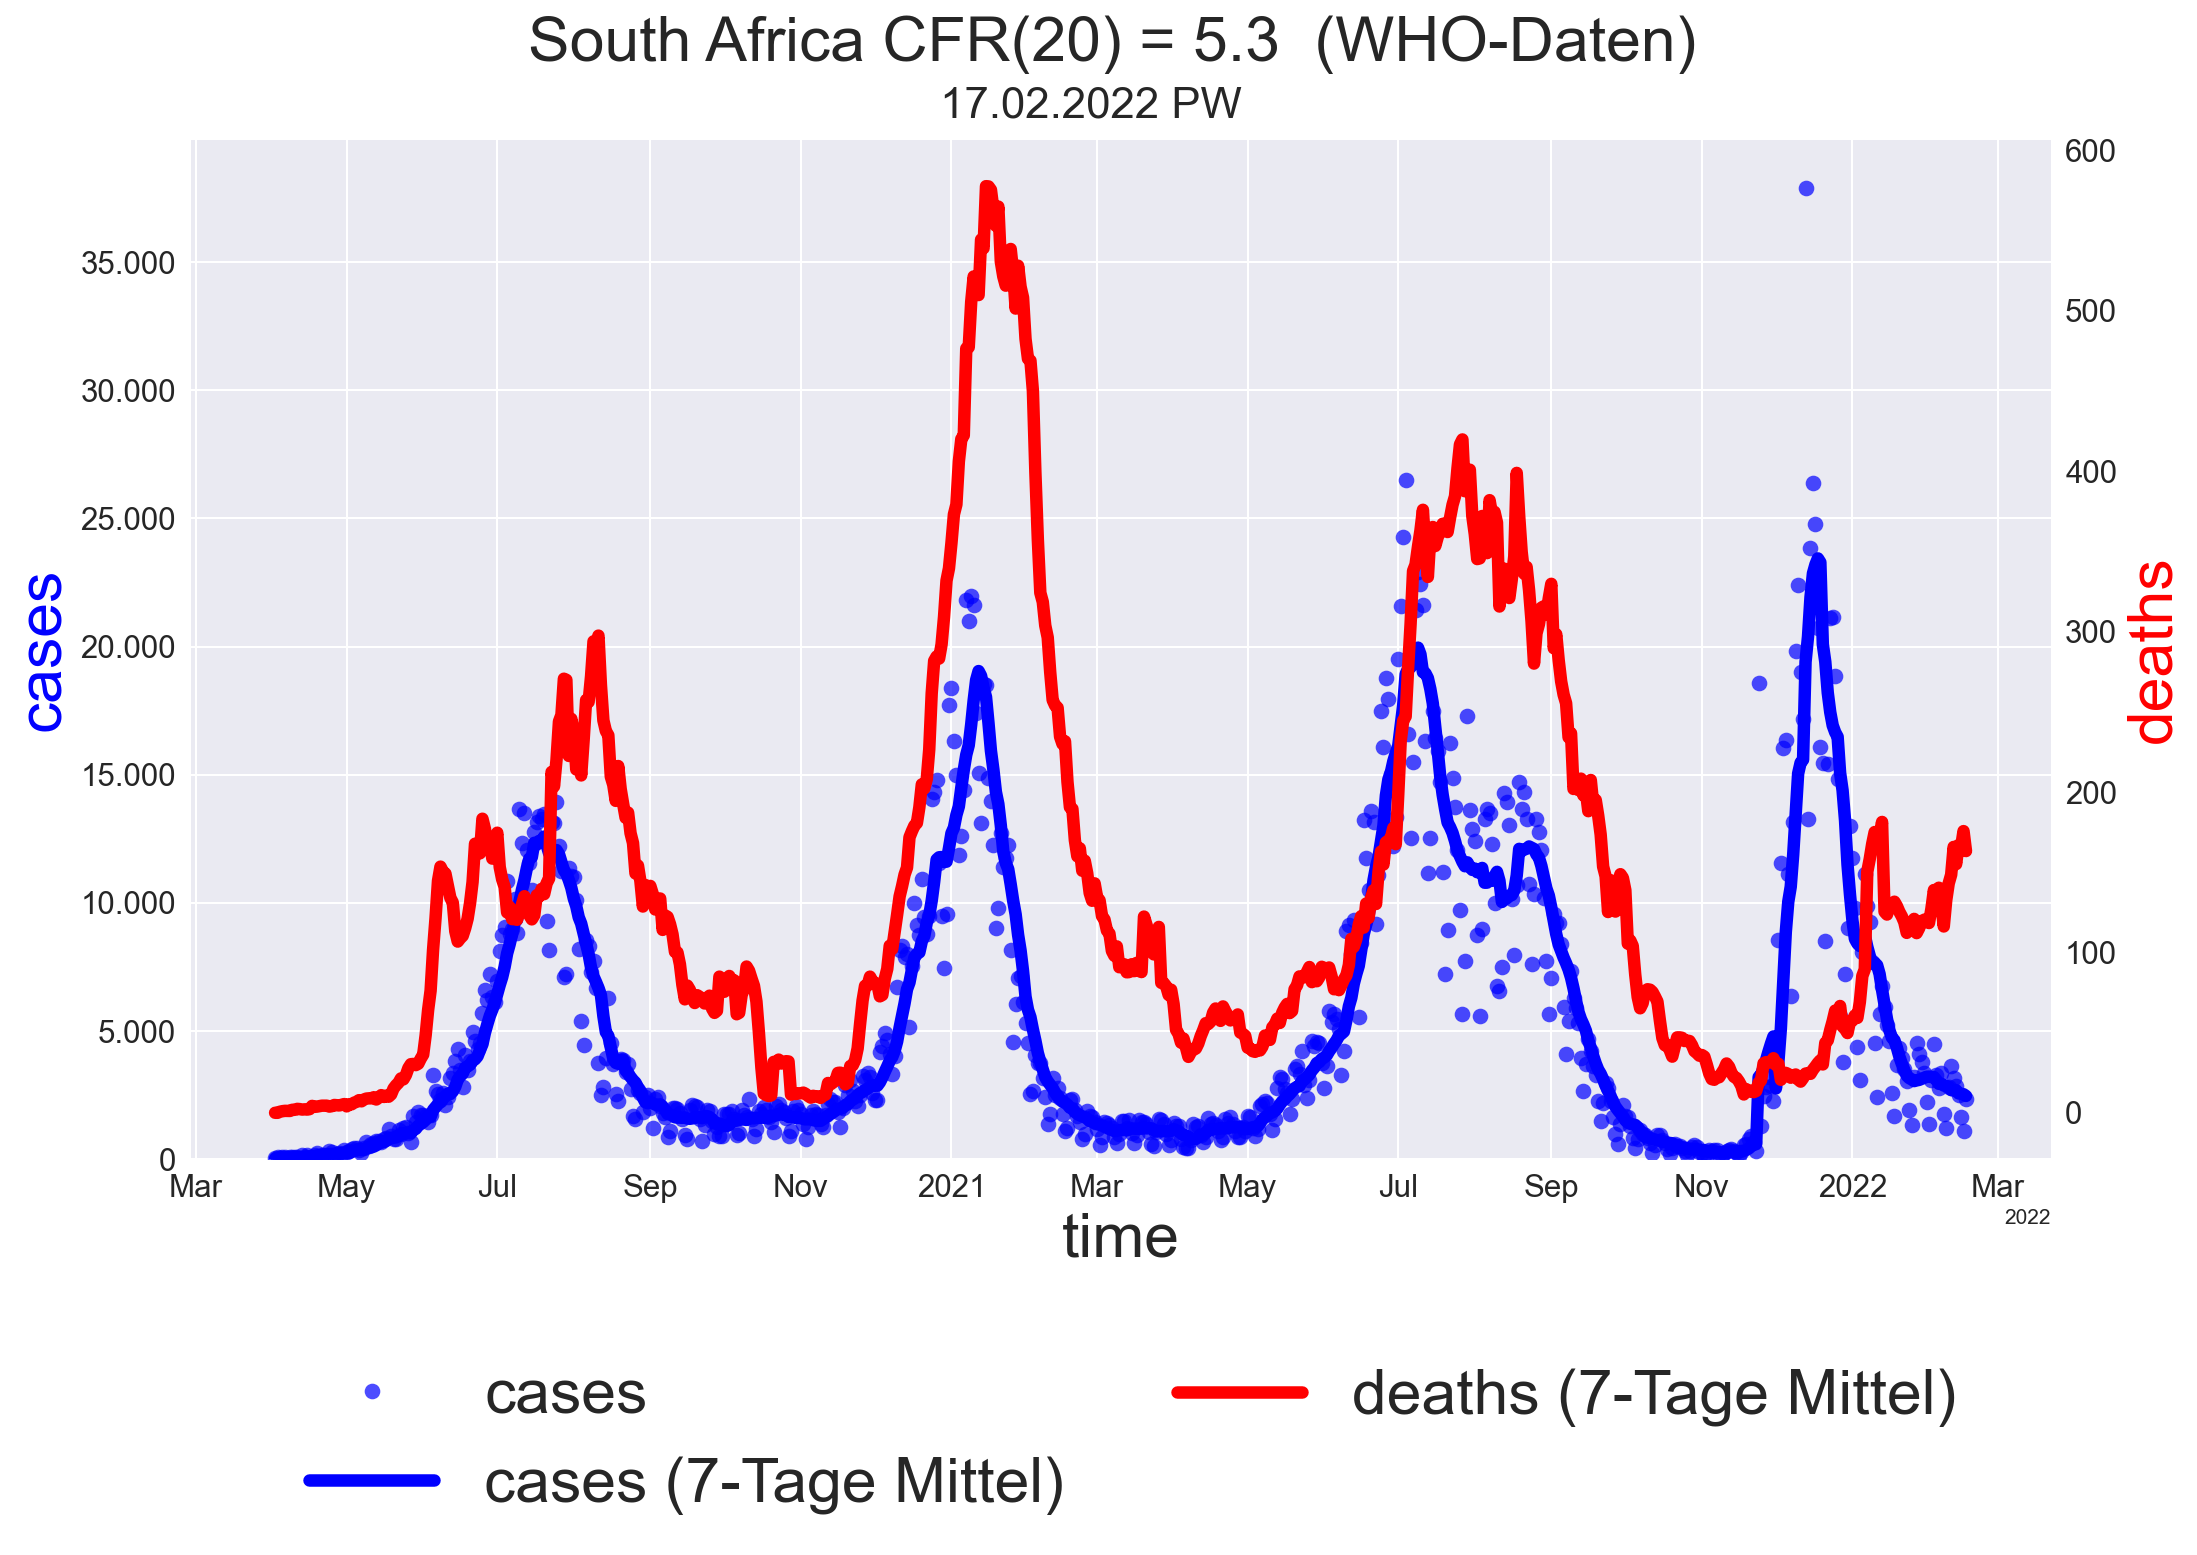 South Africa CFR(20) = 5.3  (WHO-Daten)
17.02.2022 PW
cases
35.000
30.000
25.000
20.000
15.000
10.000
5.000
0
600
500
400
300
200
100
0
deaths
Mar May Jul Sep Nov 2021 Mar May Jul Sep Nov 2022 Mar
2022
time
cases
cases (7-Tage Mittel)
deaths (7-Tage Mittel)